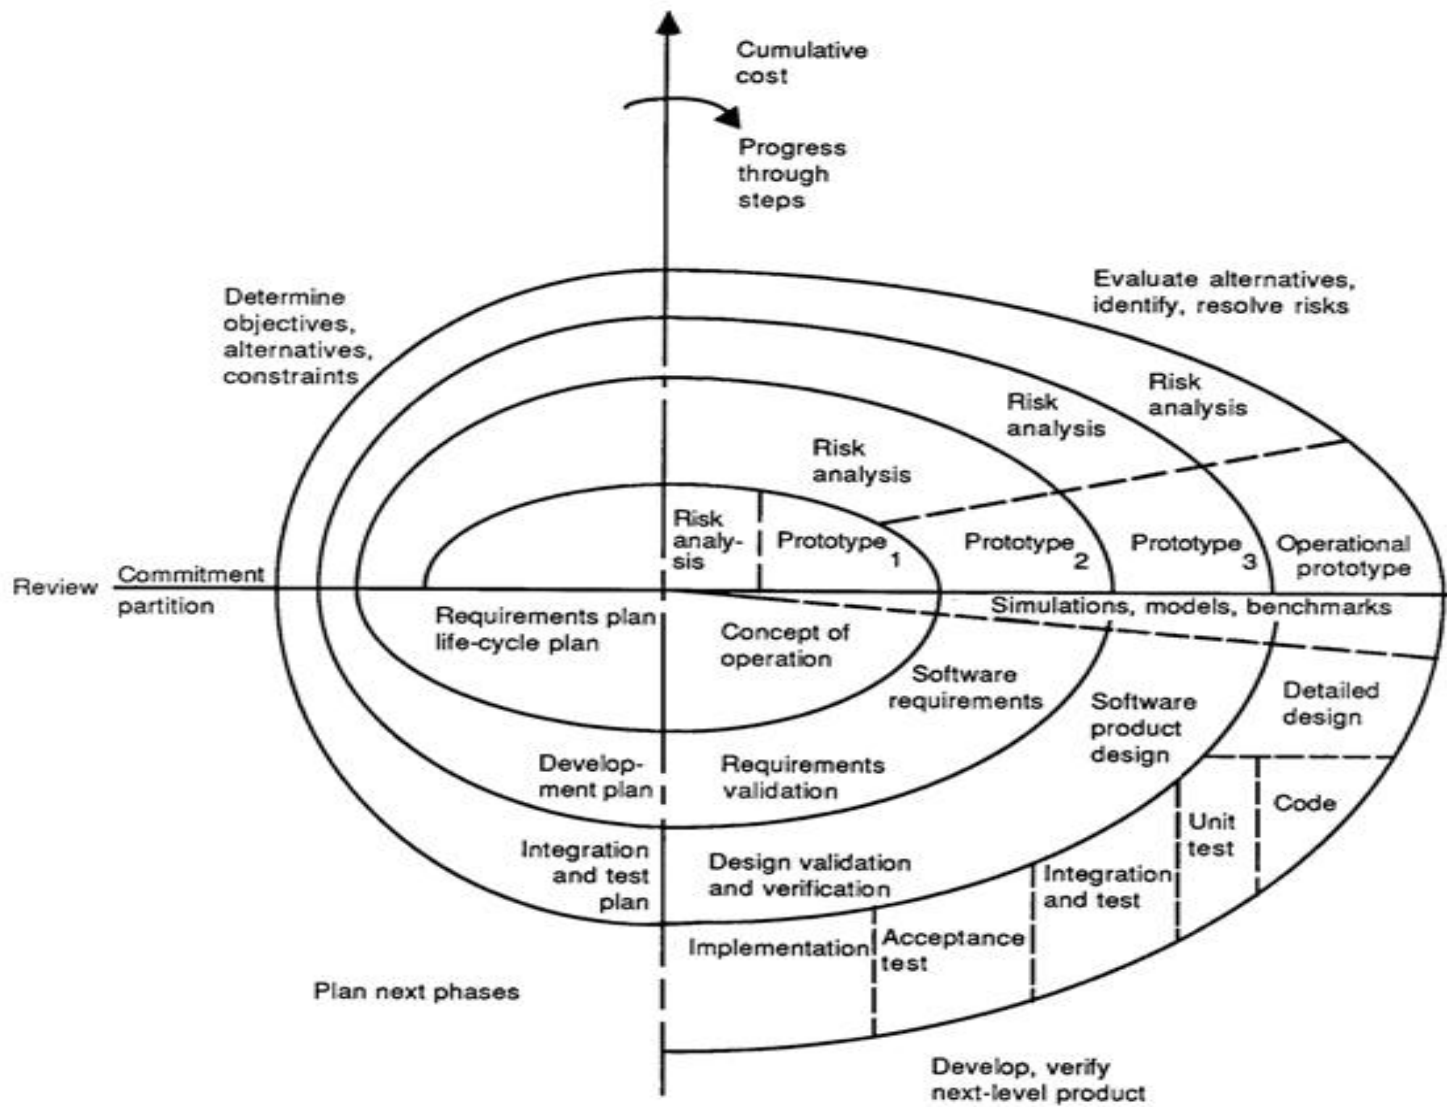 Cumulative
cost
Progress
through
steps
Determine
objectives,
alternatives,
constraints
Evaluate alternatives,
identify, resolve risks
Risk
analysis
Risk
analysis
Risk
analysis
Risk
analy-
sis
Prototype 1
Prototype 2
Prototype 3
Operational
prototype
Review
Commitment
partition
Simulations, models, benchmarks
Requirements plan
life-cycle plan
Concept of
operation
Software
requirements
Software
product
design
Detailed
design
Develop-
ment plan
Requirements
validation
Code
Unit
test
Integration
and test
plan
Design validation
and verification
Integration
and test
Acceptance
test
Implementation
Plan next phases
Develop, verify
next-level product